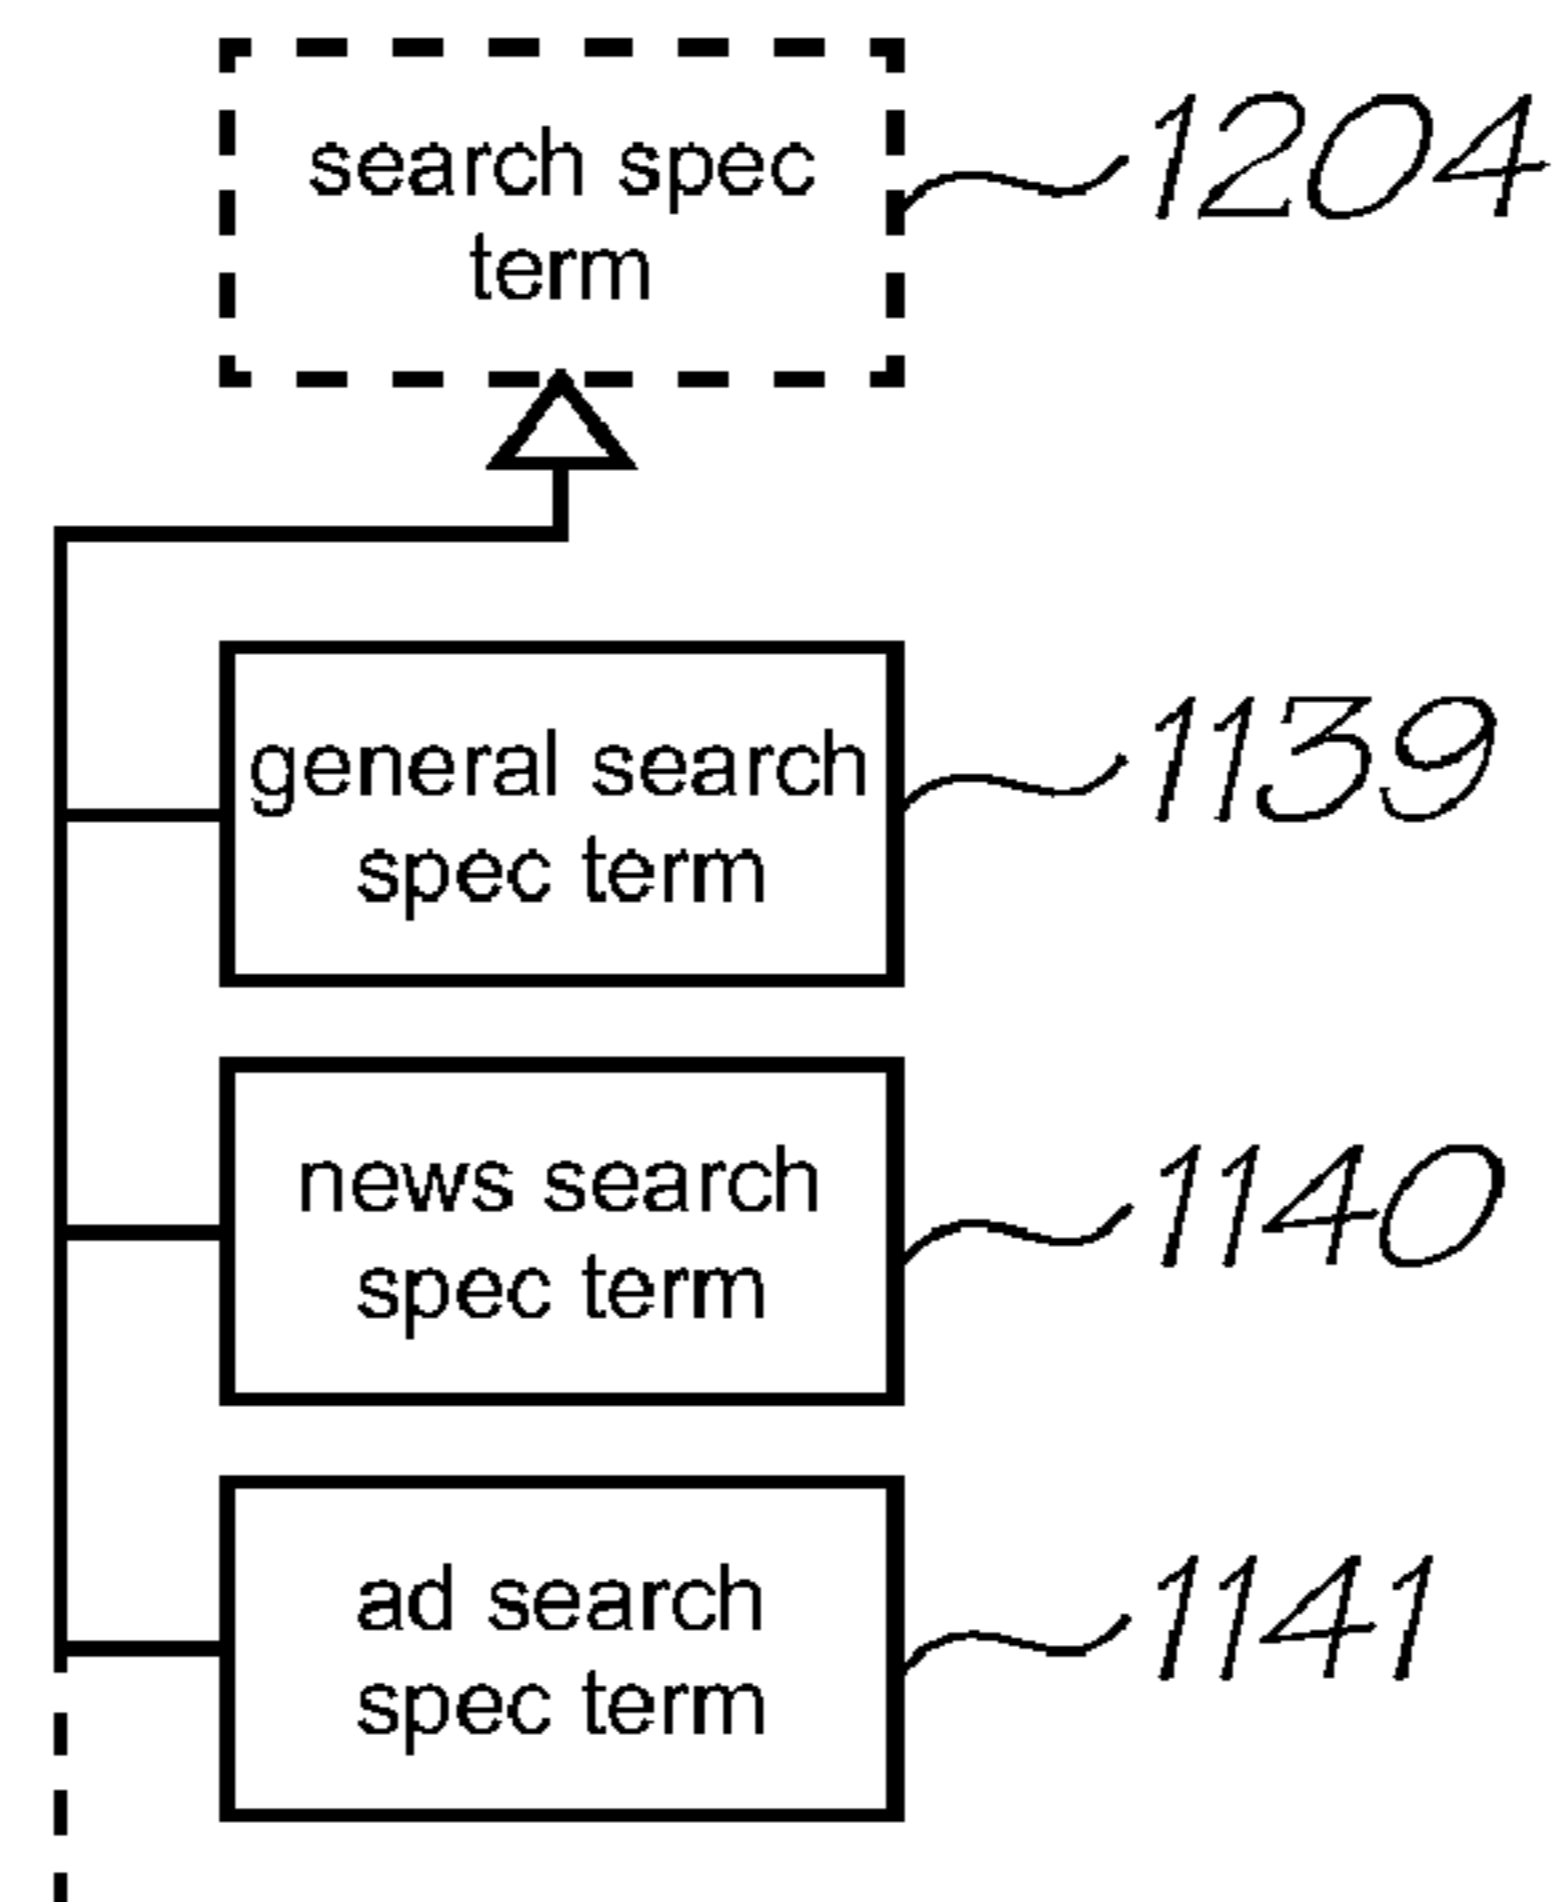 search spec
term
1204
general search
spec term
1139
news search
spec term
1140
ad search
spec term
1141